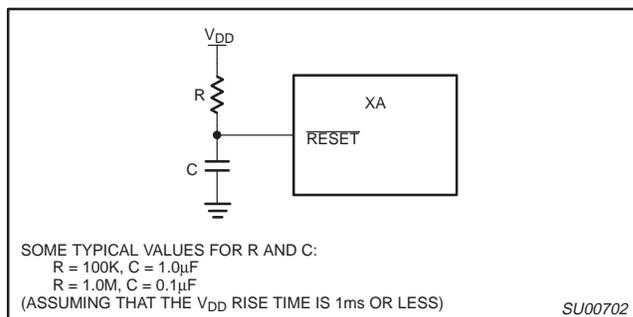 VDD
R
XA
RESET
C
SOME TYPICAL VALUES FOR R AND C:
R = 100K, C = 1.0μF
R = 1.0M, C = 0.1μF
(ASSUMING THAT THE VDD RISE TIME IS 1ms OR LESS)
SU00702